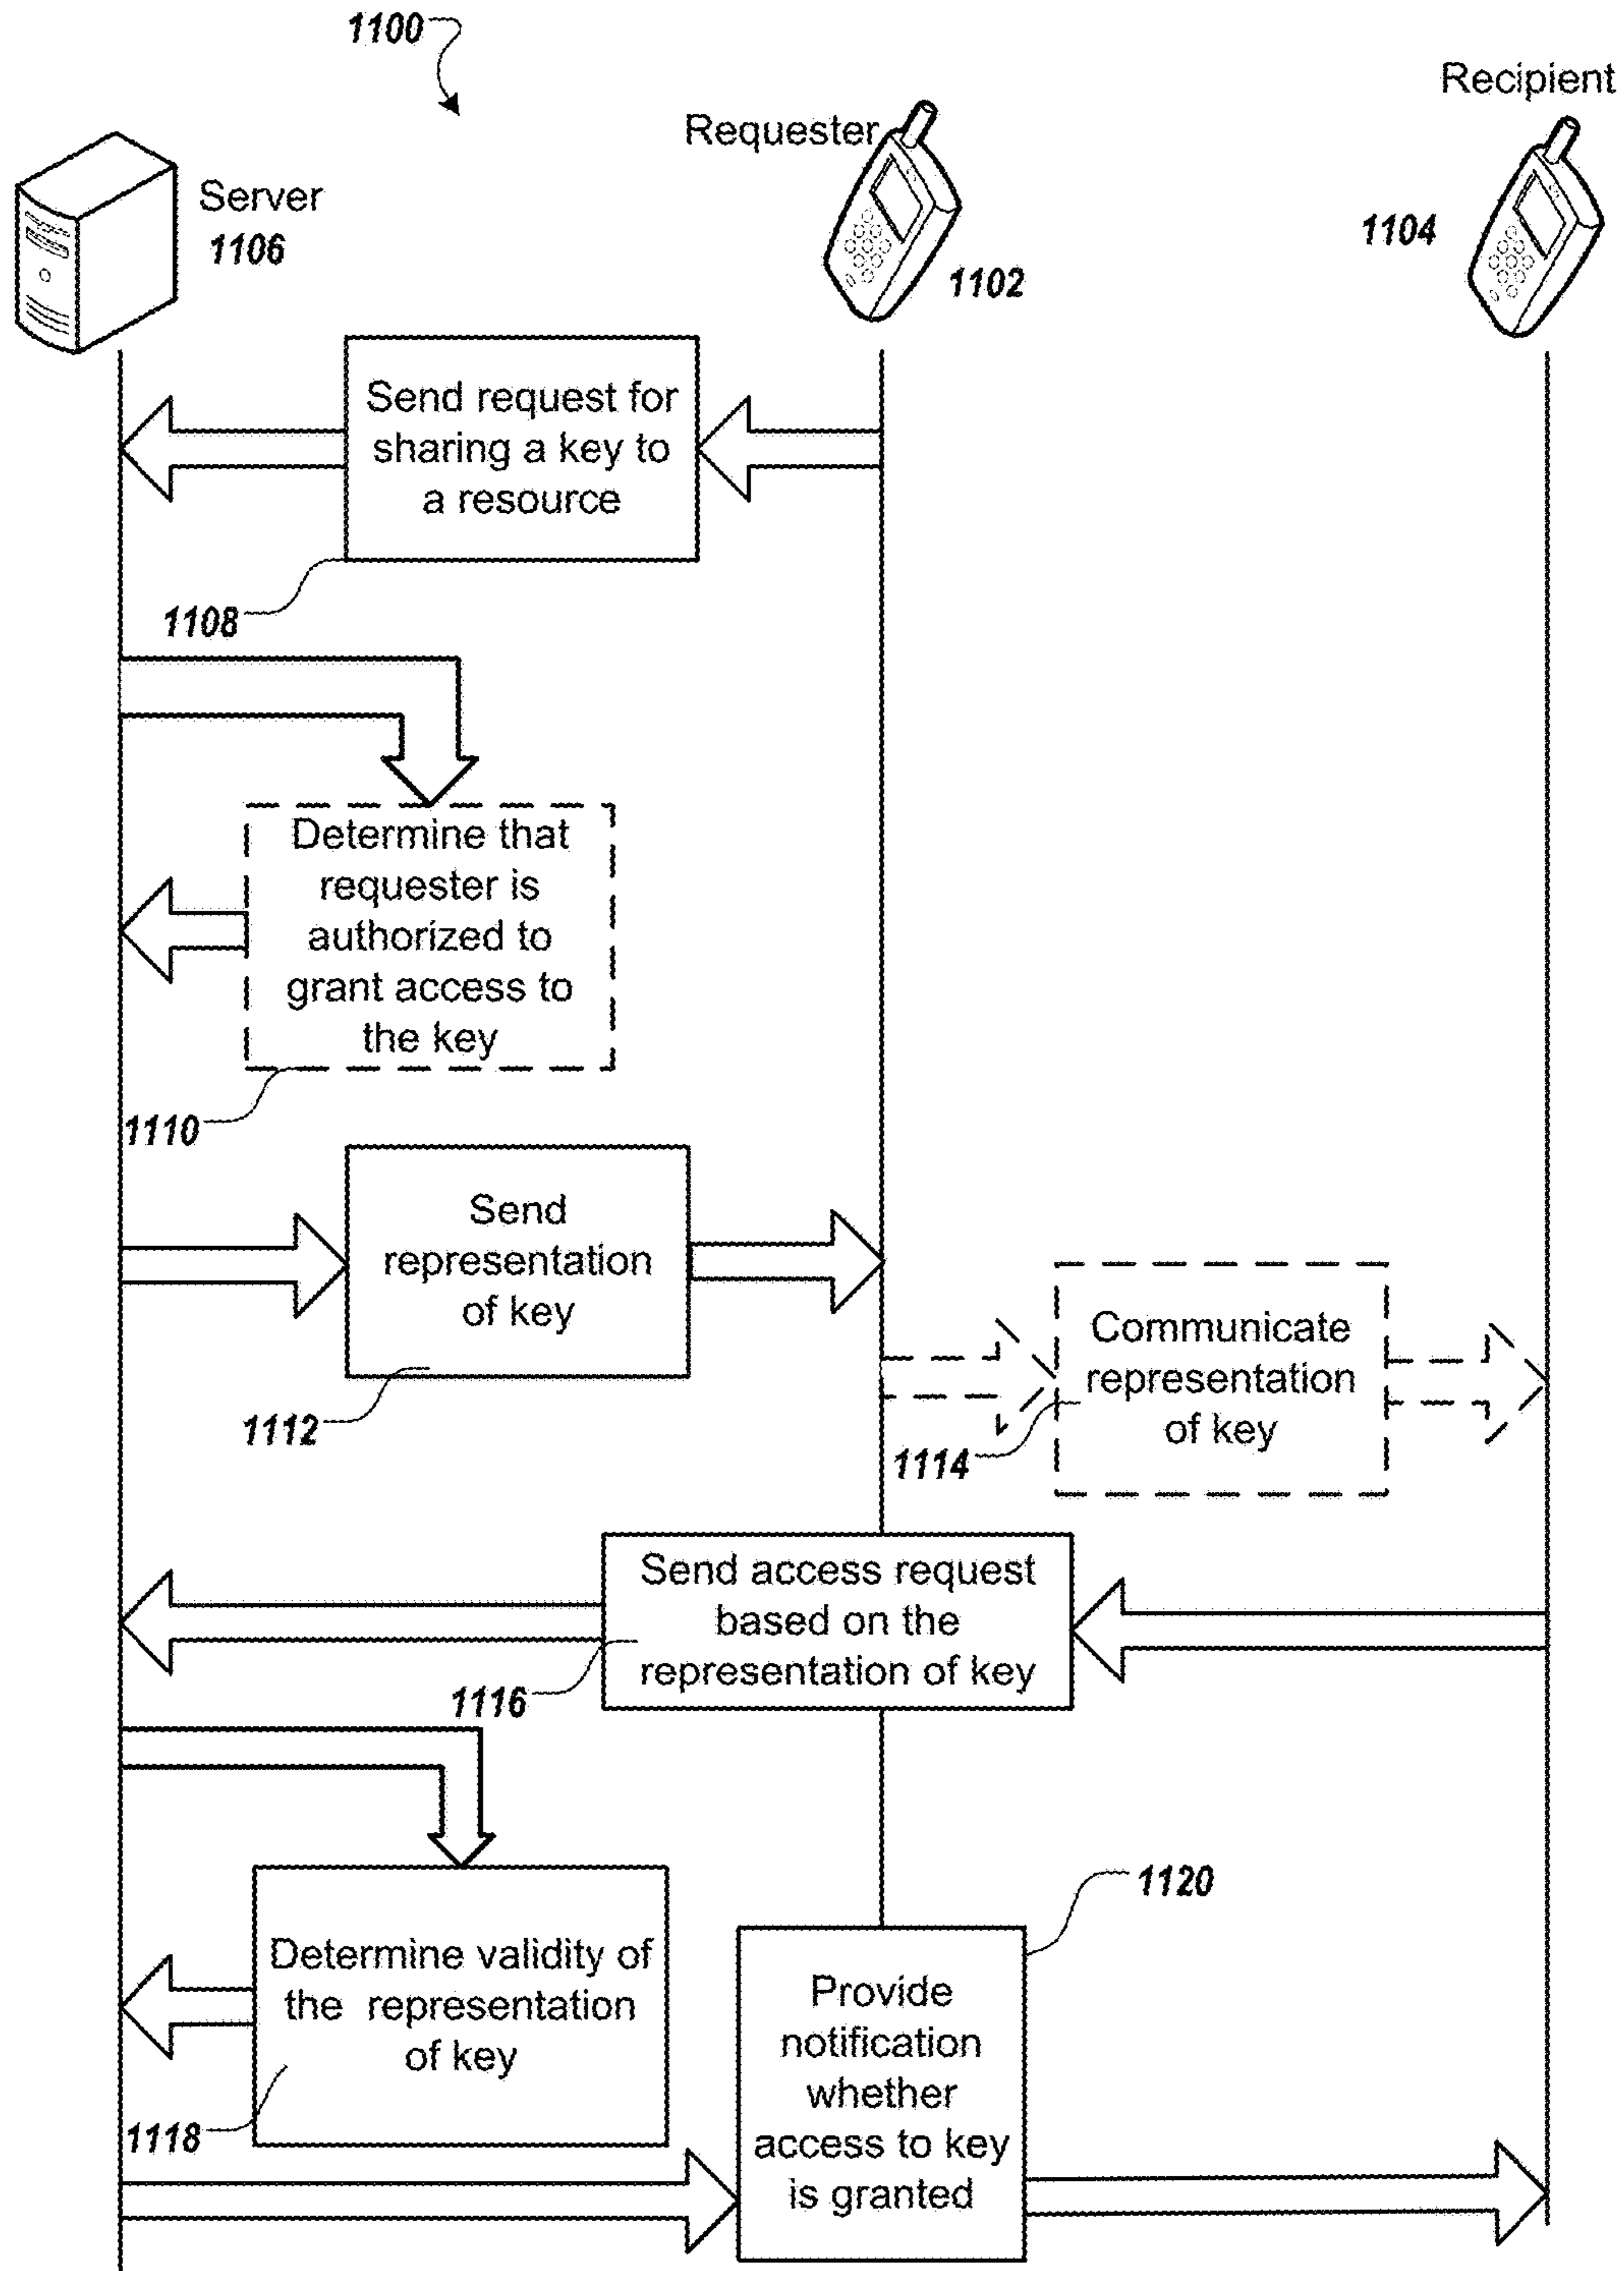 1100
Recipient
Requester
Server
1106
1104
1102
Send request for
sharing a key to
a resource
1108
Determine that
requester is
authorized to
grant access to
the key
1110
Send
representation
of key
1112
Communicate
representation
of key
1114
Send access request
based on the
representation of key
1116
1120
Determine validity of
the representation
of key
1118
Provide
notification
whether
access to key
is granted